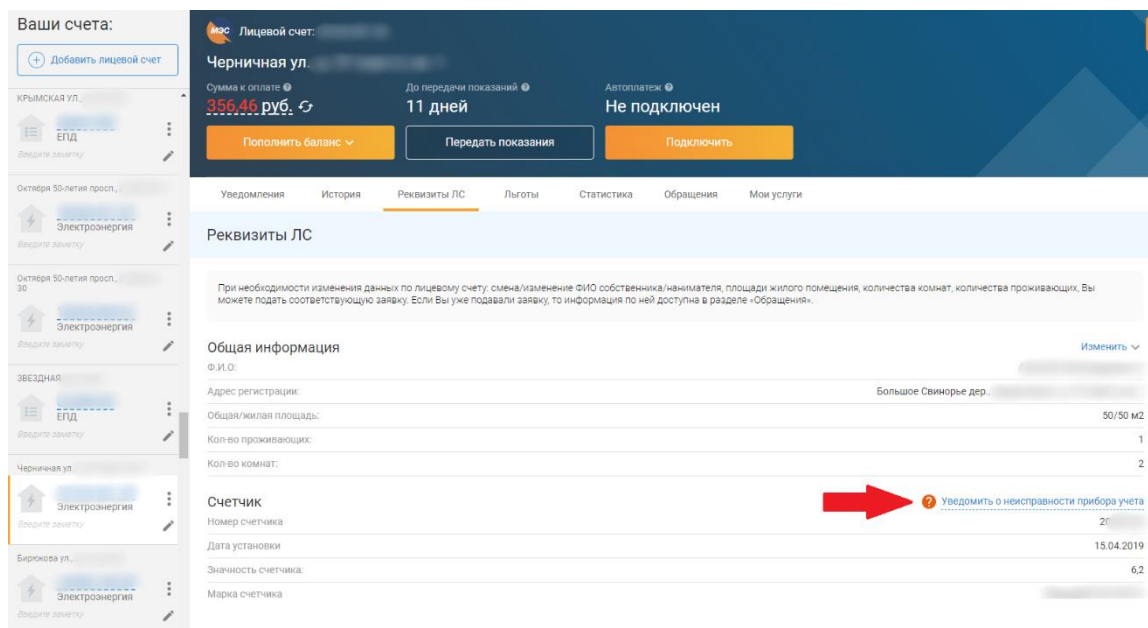 Ваши счета:
Добавить лицевой счет
КРЫМСКАЯ УЛ.,
ЕПД
Введите заметку
Октября 50-летия просп.,
Электроэнергия
Введите заметку
Октября 50-летия просп.,
30
Электроэнергия
Введите заметку
ЗВЕЗДНАЯ
ЕПД
Введите заметку
Черничная ул.
Электроэнергия
Введите заметку
Бирюкова ул.,
Электроэнергия
Введите заметку
МЭС Лицевой счет:
Черничная ул.
Сумма к оплате
356,46 руб.
Пополнить баланс
До передачи показаний
11 дней
Передать показания
Автоплатеж
Не подключен
Подключить
Уведомления История Реквизиты ЛС Льготы Статистика Обращения Мои услуги
Реквизиты ЛС
При необходимости изменения данных по лицевому счету: смена/изменение ФИО собственника/нанимателя, площади жилого помещения, количества комнат, количества проживающих, Вы
можете подать соответствующую заявку. Если Вы уже подавали заявку, то информация по ней доступна в разделе «Обращения».
Общая информация Изменить
Ф.И.О:
Адрес регистрации: Большое Свинорье дер.,
Общая/жилая площадь: 50/50 м2
Кол-во проживающих: 1
Кол-во комнат: 2
Счетчик ? Уведомить о неисправности прибора учета
Номер счетчика 20
Дата установки 15.04.2019
Значность счетчика: 6,2
Марка счетчика